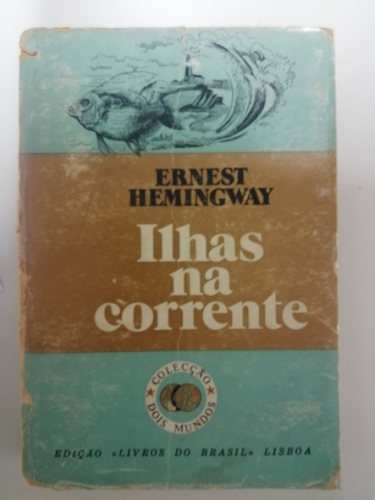 ERNEST
HEMINGWAY
Ilhas
na
corrente
COLECÇÃO
DOIS MUNDOS
EDIÇÃO «LIVROS DO BRASIL» LISBOA